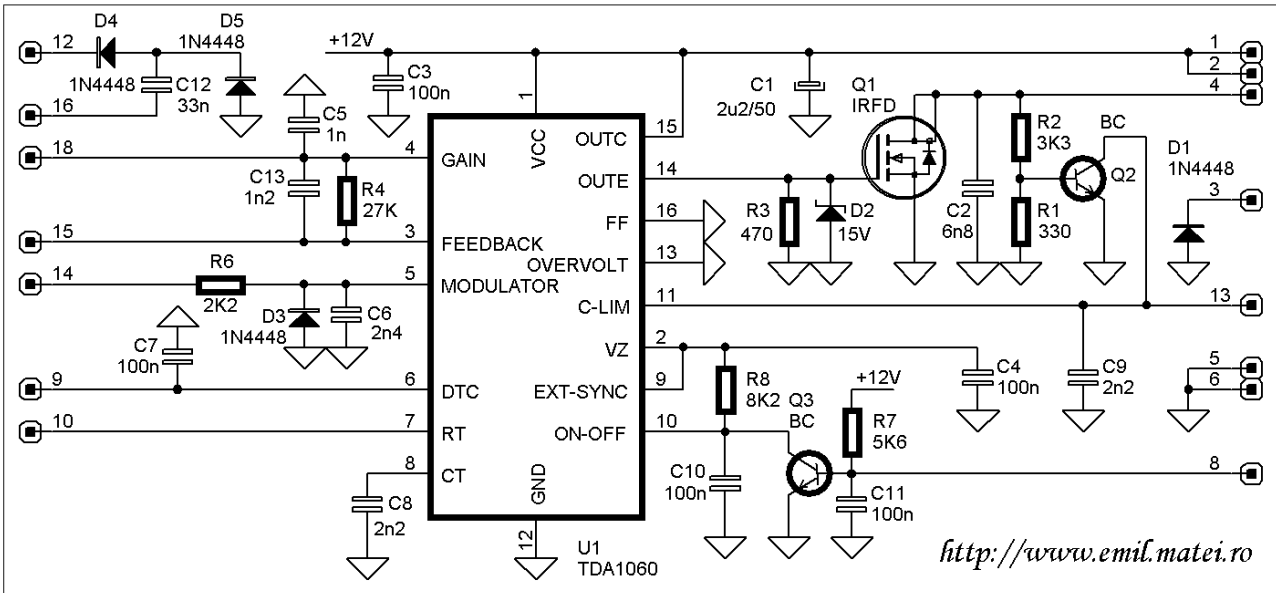 D4
D5
1N4448
12
+12V
1
2
1N4448
C12
33n
C3
100n
1
C1
2u2/50
Q1
IRFD
4
16
C5
1n
15
OUTC
VCC
R2
3K3
BC
18
4
GAIN
C13
1n2
R4
27K
14
OUTE
Q2
D1
1N4448
3
R3
470
D2
15V
C2
6n8
R1
330
16
FF
15
3
FEEDBACK
13
OVERVOLT
14
R6
2K2
5
MODULATOR
D3
1N4448
C6
2n4
11
C-LIM
13
C7
100n
2
VZ
C4
100n
C9
2n2
5
6
9
6
DTC
9
EXT-SYNC
R8
8K2
Q3
BC
+12V
R7
5K6
10
7
RT
10
ON-OFF
8
CT
GND
C10
100n
C11
100n
8
C8
2n2
12
U1
TDA1060
http://www.emil.matei.ro